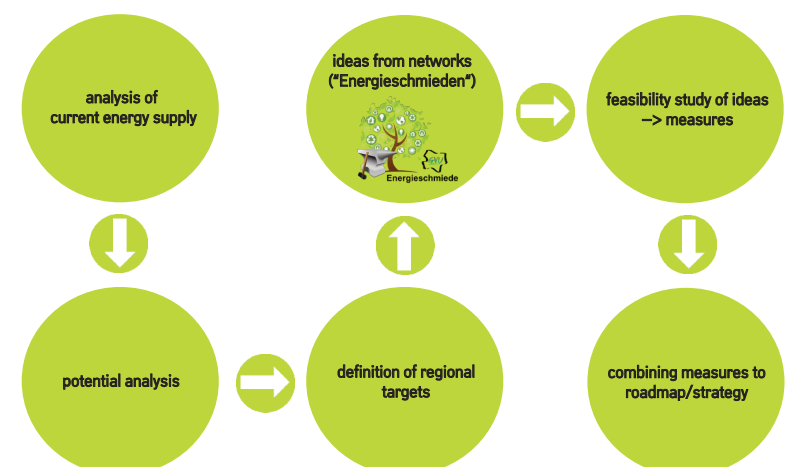 analysis of
current energy supply
potential analysis
definition of regional
targets
ideas from networks
("Energieschmieden")
Energieschmiede
feasibility study of ideas
--> measures
combining measures to
roadmap/strategy